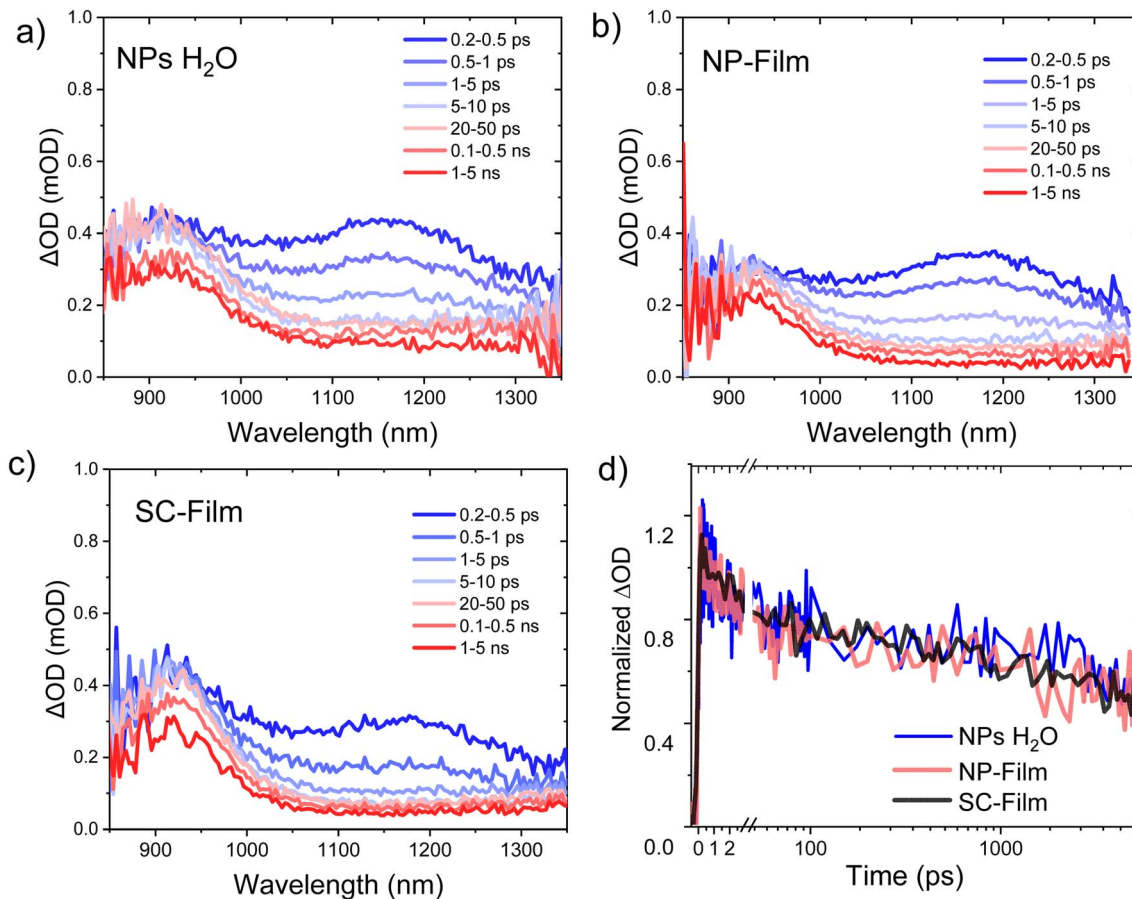 a)
NPs H₂O
0.2-0.5 ps
0.5-1 ps
1-5 ps
5-10 ps
20-50 ps
0.1-0.5 ns
1-5 ns
ΔOD (mOD)
1.0
0.8
0.6
0.4
0.2
0.0
900 1000 1100 1200 1300
Wavelength (nm)
b)
NP-Film
0.2-0.5 ps
0.5-1 ps
1-5 ps
5-10 ps
20-50 ps
0.1-0.5 ns
1-5 ns
ΔOD (mOD)
1.0
0.8
0.6
0.4
0.2
0.0
900 1000 1100 1200 1300
Wavelength (nm)
c)
SC-Film
0.2-0.5 ps
0.5-1 ps
1-5 ps
5-10 ps
20-50 ps
0.1-0.5 ns
1-5 ns
ΔOD (mOD)
1.0
0.8
0.6
0.4
0.2
0.0
900 1000 1100 1200 1300
Wavelength (nm)
d)
Normalized ΔOD
1.2
0.8
0.4
0.0
NPs H₂O
NP-Film
SC-Film
0 1 2 100 1000
Time (ps)